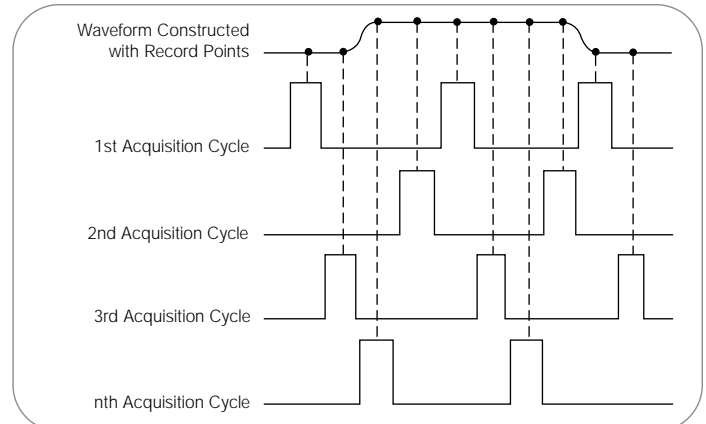 Waveform Constructed
with Record Points
1st Acquisition Cycle
2nd Acquisition Cycle
3rd Acquisition Cycle
nth Acquisition Cycle